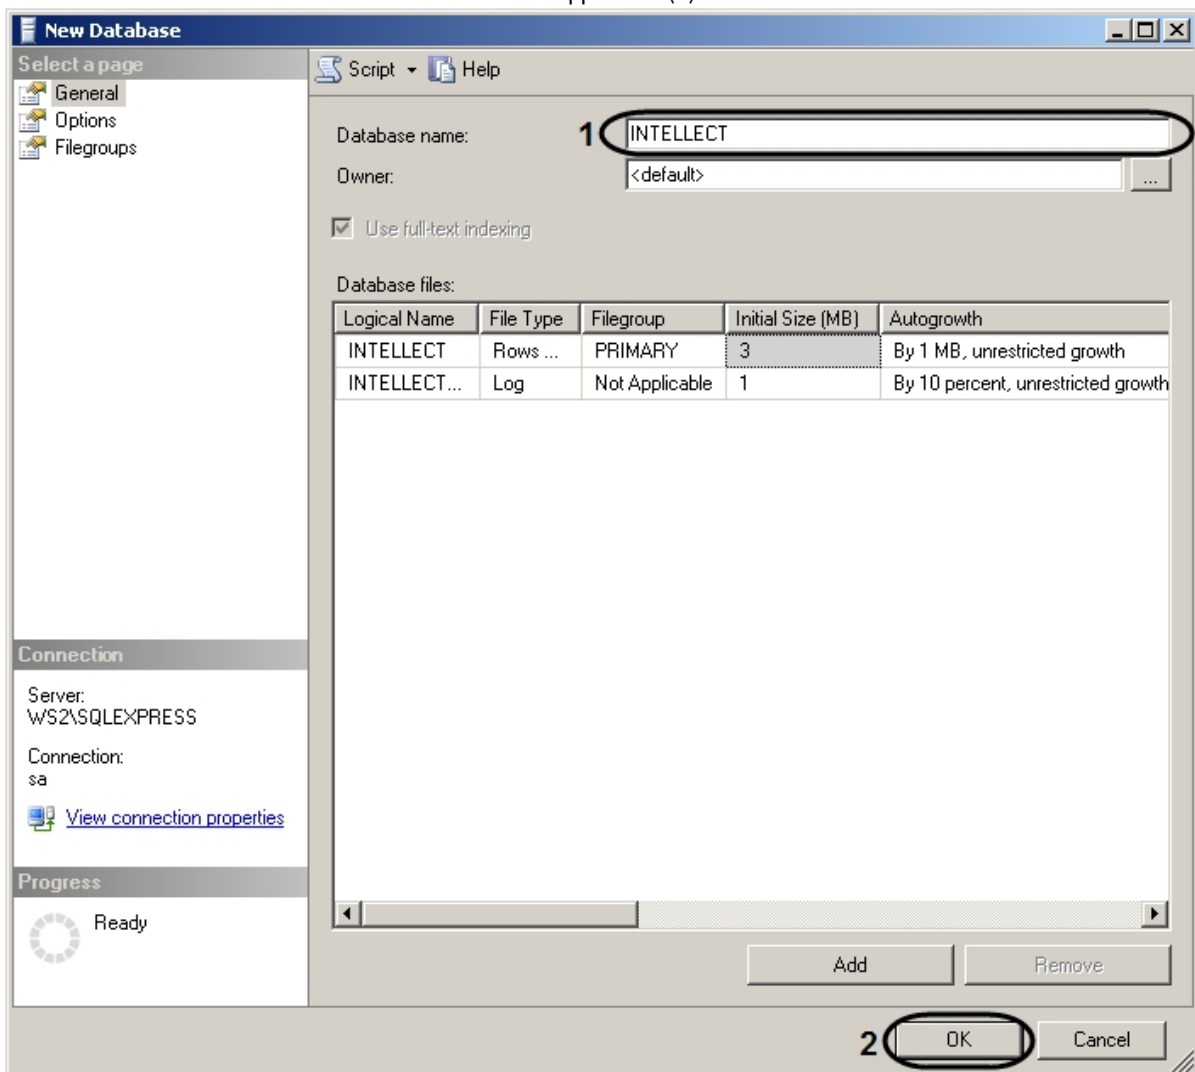 New Database
Select a page
General
Options
Filegroups
Script Help
Database name: 1 INTELLECT
Owner: <default> ...
Use full-text indexing
Database files:
Logical Name File Type Filegroup Initial Size (MB) Autogrowth
INTELLECT Rows ... PRIMARY 3 By 1 MB, unrestricted growth
INTELLECT... Log Not Applicable 1 By 10 percent, unrestricted growth
Connection
Server:
WS2\SQLEXPRESS
Connection:
sa
View connection properties
Progress
Ready
Add Remove
2 OK Cancel